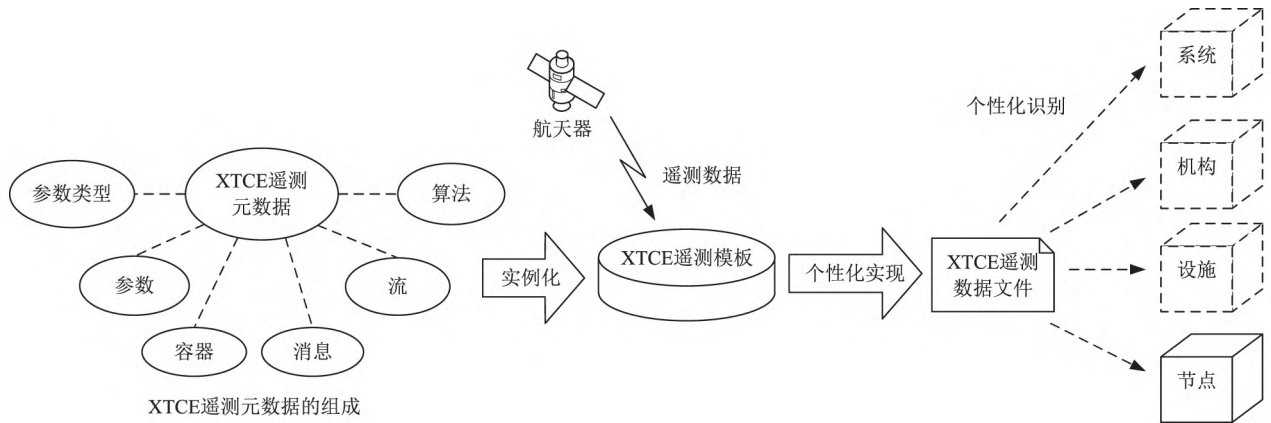 XTCE遥测
元数据
参数类型
算法
参数
流
容器
消息
XTCE遥测元数据的组成
实例化
航天器
遥测数据
XTCE遥测模板
个性化实现
XTCE遥测
数据文件
个性化识别
系统
机构
设施
节点